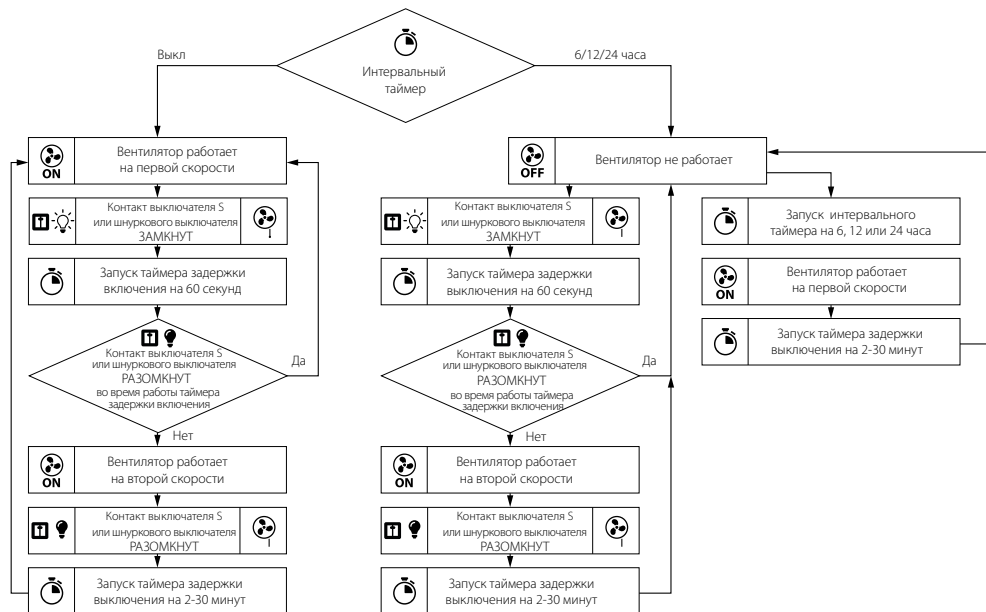 Интервальный
таймер
Выкл
6/12/24 часа
ON
Вентилятор работает
на первой скорости
Контакт выключателя S
или шнуркового выключателя
ЗАМКНУТ
Запуск таймера задержки
включения на 60 секунд
Контакт выключателя S
или шнуркового выключателя
РАЗОМКНУТ
во время работы таймера
задержки включения
Да
Нет
ON
Вентилятор работает
на второй скорости
Контакт выключателя S
или шнуркового выключателя
РАЗОМКНУТ
Запуск таймера задержки
выключения на 2-30 минут
OFF
Вентилятор не работает
Контакт выключателя S
или шнуркового выключателя
ЗАМКНУТ
Запуск таймера задержки
выключения на 60 секунд
Контакт выключателя S
или шнуркового выключателя
РАЗОМКНУТ
во время работы таймера
задержки включения
Да
Нет
ON
Вентилятор работает
на второй скорости
Контакт выключателя S
или шнуркового выключателя
РАЗОМКНУТ
Запуск таймера задержки
выключения на 2-30 минут
Запуск интервального
таймера на 6, 12 или 24 часа
ON
Вентилятор работает
на первой скорости
Запуск таймера задержки
выключения на 2-30 минут